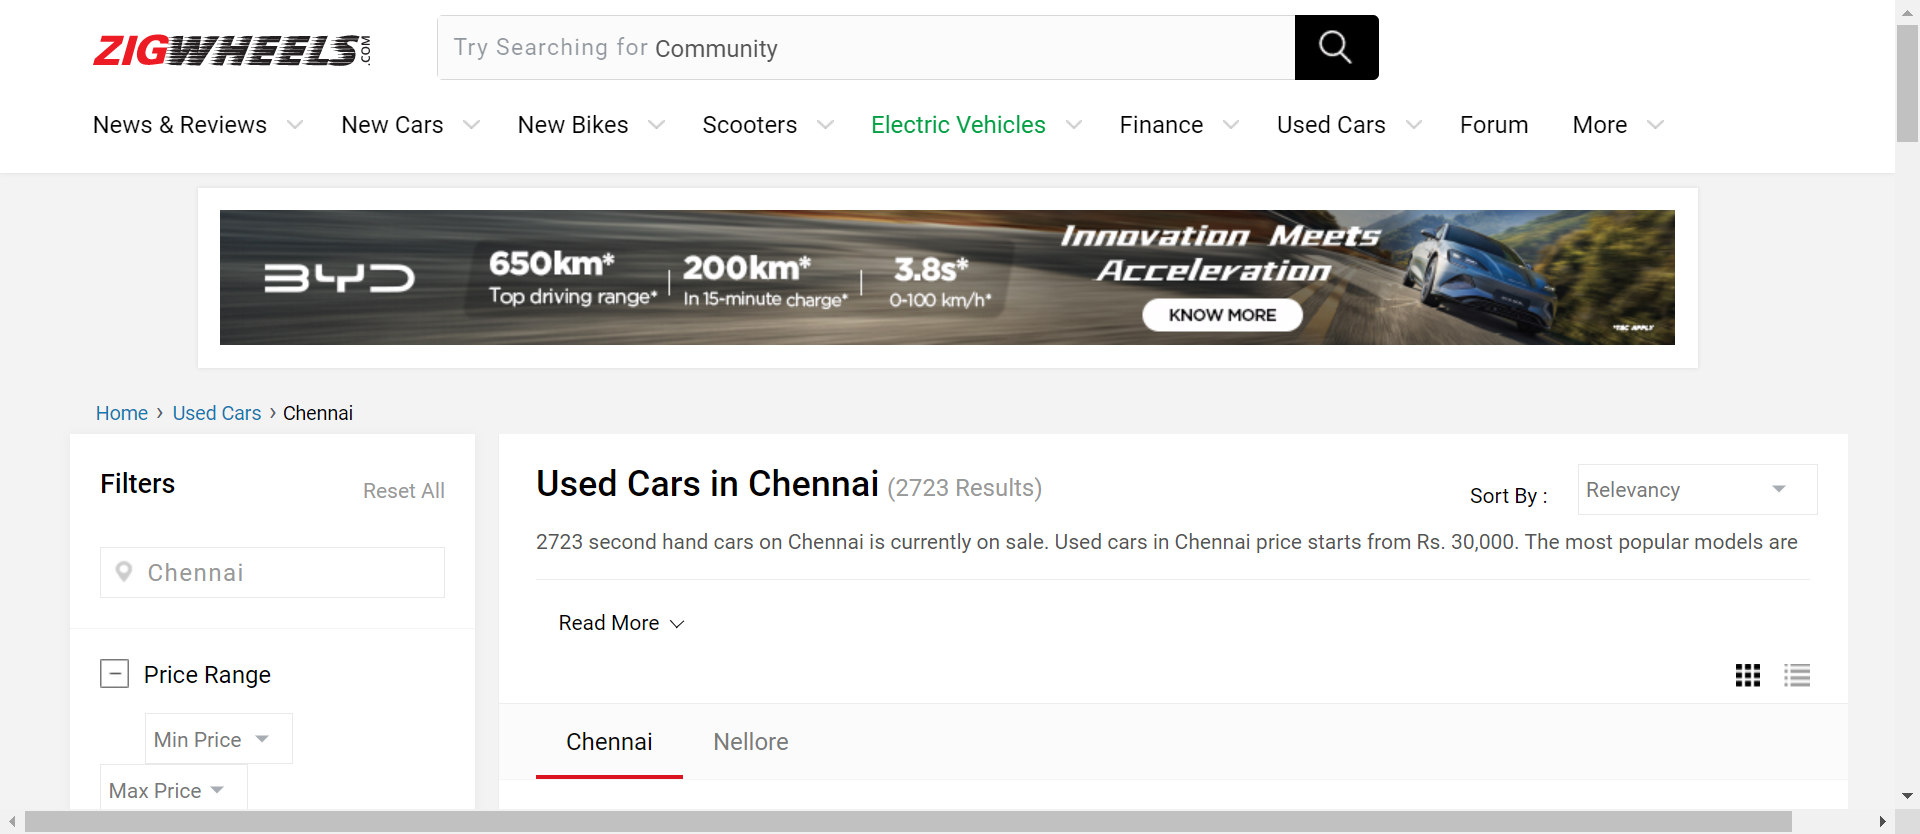 ZIGWHEELS.COM
Try Searching for Community
News & Reviews New Cars New Bikes Scooters Electric Vehicles Finance Used Cars Forum More
BYD
650km*
Top driving range*
200km*
In 15-minute charge*
3.8s*
0-100 km/h*
Innovation Meets
Acceleration
KNOW MORE
*T&C APPLY
Home › Used Cars › Chennai
Filters
Reset All
Chennai
Price Range
Min Price
Max Price
Used Cars in Chennai (2723 Results)
Sort By : Relevancy
2723 second hand cars on Chennai is currently on sale. Used cars in Chennai price starts from Rs. 30,000. The most popular models are
Read More
Chennai Nellore